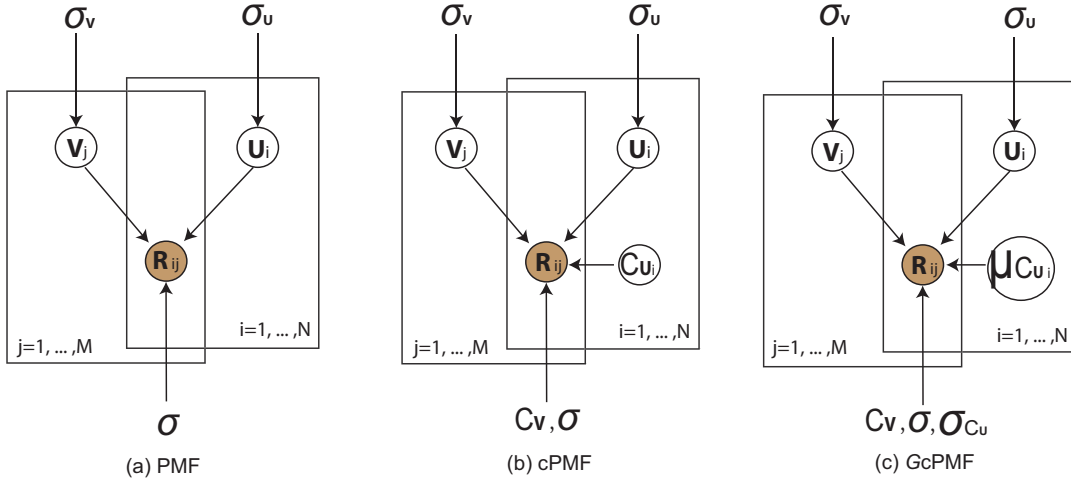 σV
σU
Vj
Ui
Rij
j=1, ... ,M
i=1, ... ,N
σ
(a) PMF
σV
σU
Vj
Ui
Rij
CUi
j=1, ... ,M
i=1, ... ,N
CV, σ
(b) cPMF
σV
σU
Vj
Ui
Rij
μCUi
j=1, ... ,M
i=1, ... ,N
CV, σ, σCU
(c) GcPMF